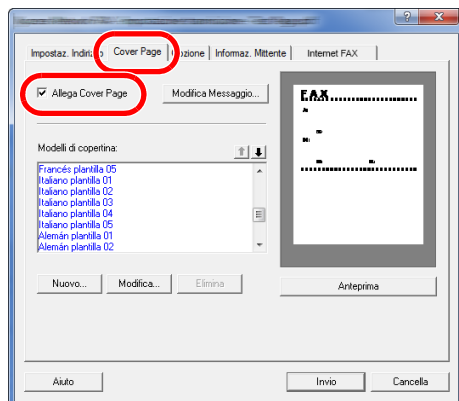 Impostaz. Indirizzo Cover Page Opzione Informaz. Mittente Internet FAX
Allega Cover Page Modifica Messaggio...
FAX
Modelli di copertina:
Francés plantilla 05
Italiano plantilla 01
Italiano plantilla 02
Italiano plantilla 03
Italiano plantilla 04
Italiano plantilla 05
Alemán plantilla 01
Alemán plantilla 02
Nuovo... Modifica... Elimina Anteprima
Aiuto Invio Cancella